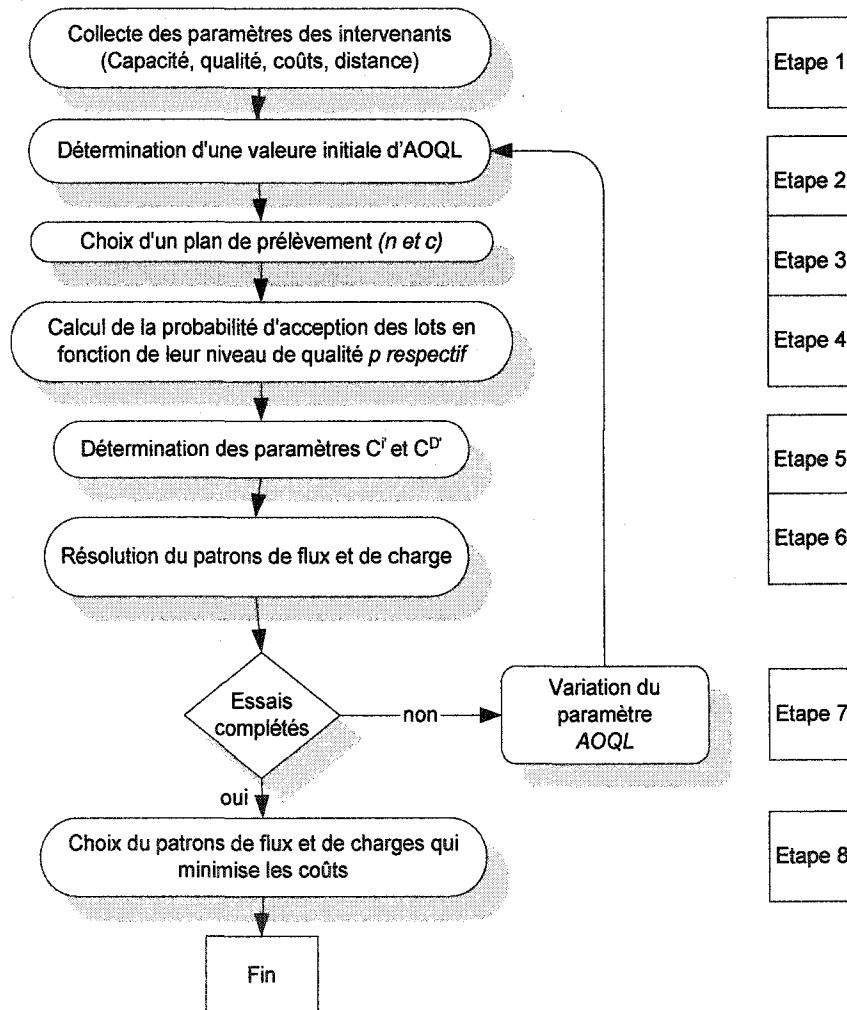 Collecte des paramètres des intervenants
(Capacité, qualité, coûts, distance)
Etape 1
Détermination d'une valeure initiale d'AOQL
Etape 2
Choix d'un plan de prélèvement (n et c)
Etape 3
Calcul de la probabilité d'acception des lots en
fonction de leur niveau de qualité p respectif
Etape 4
Détermination des paramètres C^i' et C^D'
Etape 5
Résolution du patrons de flux et de charge
Etape 6
Essais
complétés
non
Variation du
paramètre
AOQL
Etape 7
oui
Choix du patrons de flux et de charges qui
minimise les coûts
Etape 8
Fin